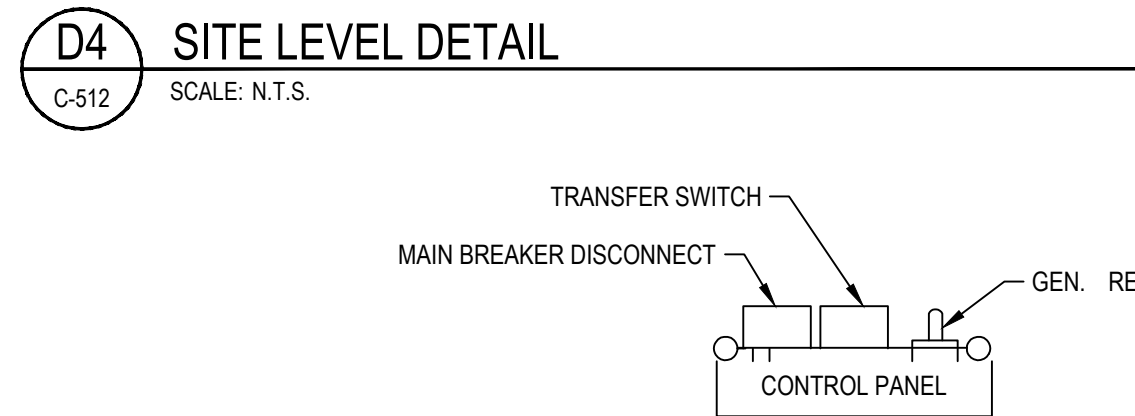 D4 SITE LEVEL DETAIL
C-512 SCALE: N.T.S.
TRANSFER SWITCH
MAIN BREAKER DISCONNECT
GEN.
CONTROL PANEL